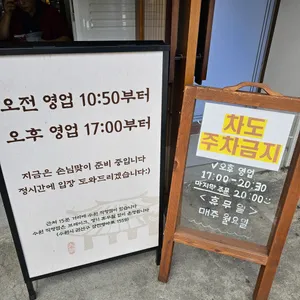 오전 영업 10:50부터
오후 영업 17:00부터
지금은 손님맞이 준비 중입니다
정시간에 입장 도와드리겠습니다:)
차도
주차금지
오후 영업
17:00-20:30
마지막 주문 20:00
<휴무일>
매주 월요일